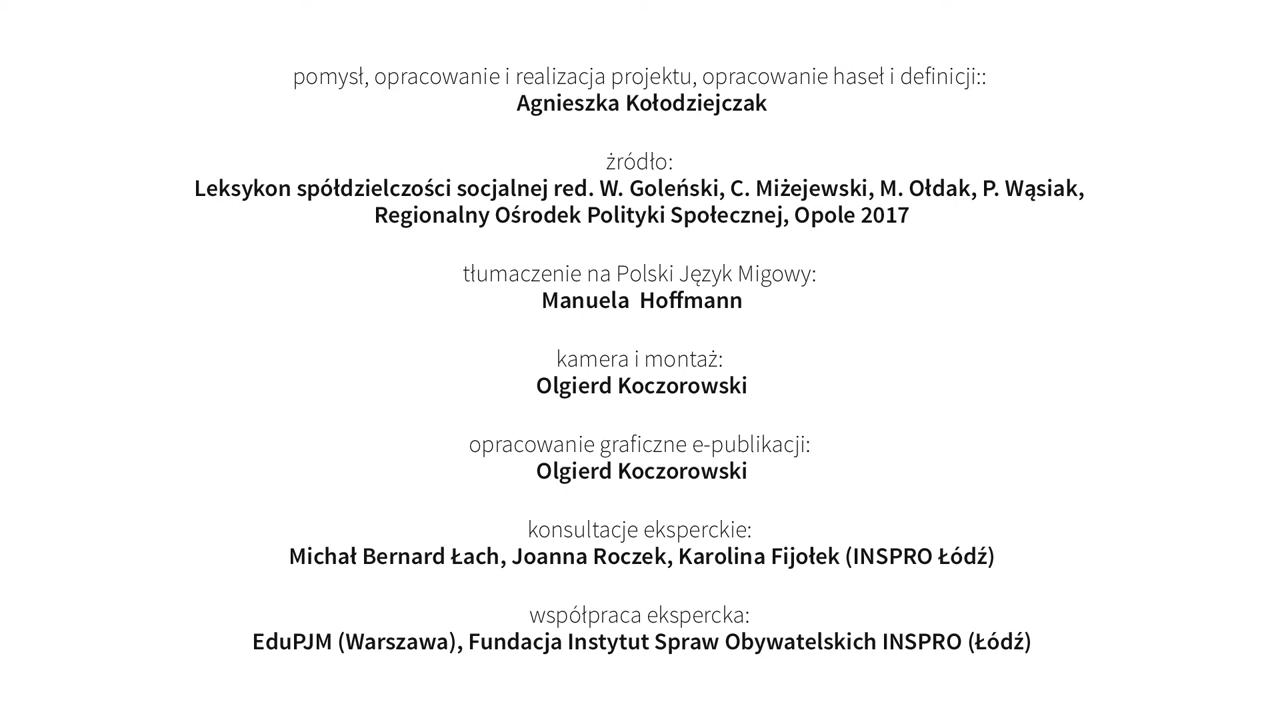 pomysł, opracowanie i realizacja projektu, opracowanie haseł i definicji::
Agnieszka Kołodziejczak
żródło:
Leksykon spółdzielczości socjalnej red. W. Goleński, C. Miżejewski, M. Ołdak, P. Wąsiak,
Regionalny Ośrodek Polityki Społecznej, Opole 2017
tłumaczenie na Polski Język Migowy:
Manuela  Hoffmann
kamera i montaż:
Olgierd Koczorowski
opracowanie graficzne e-publikacji:
Olgierd Koczorowski
konsultacje eksperckie:
Michał Bernard Łach, Joanna Roczek, Karolina Fijołek (INSPRO Łódź)
współpraca ekspercka:
EduPJM (Warszawa), Fundacja Instytut Spraw Obywatelskich INSPRO (Łódź)